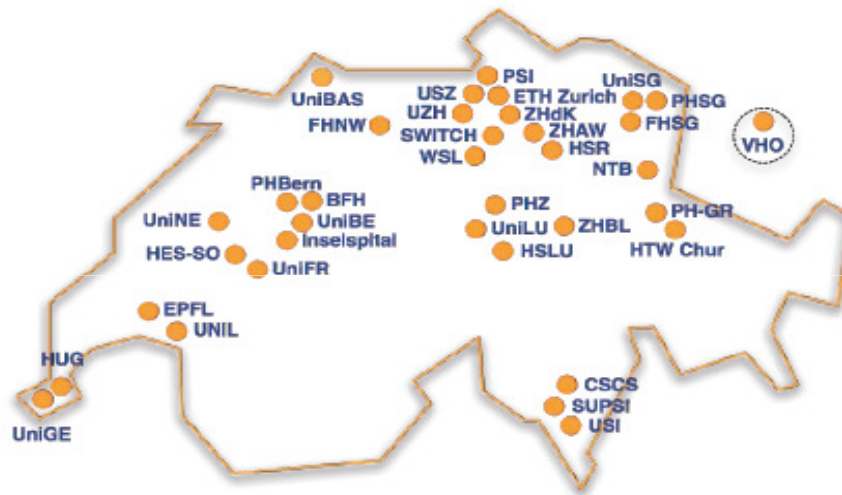 PSI
UniBAS
USZ
ETH Zurich
UniSG
PHSG
UZH
ZHdK
FHSG
FHNW
SWITCH
ZHAW
VHO
WSL
HSR
NTB
PHBern
BFH
PHZ
PH-GR
UniNE
UniBE
UniLU
ZHBL
Inselspital
HTW Chur
HES-SO
HSLU
UniFR
EPFL
UNIL
HUG
CSCS
SUPSI
USI
UniGE